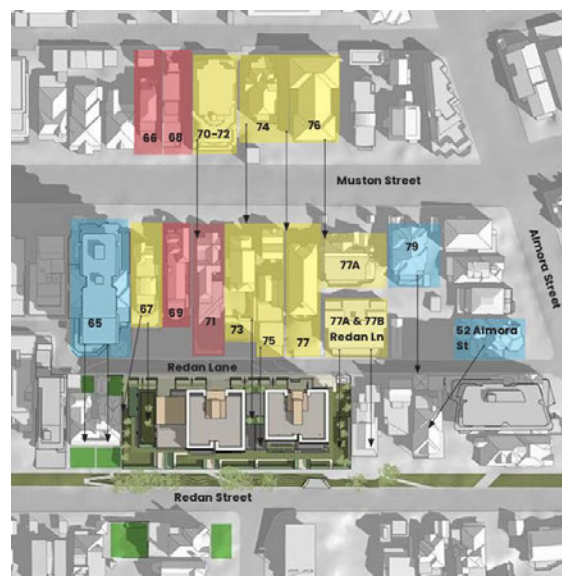 66
68
70-72
74
76
Muston Street
Almora Street
65
67
69
71
73
75
77
77A
79
77A & 77B
Redan Ln
52 Almora
St
Redan Lane
Redan Street